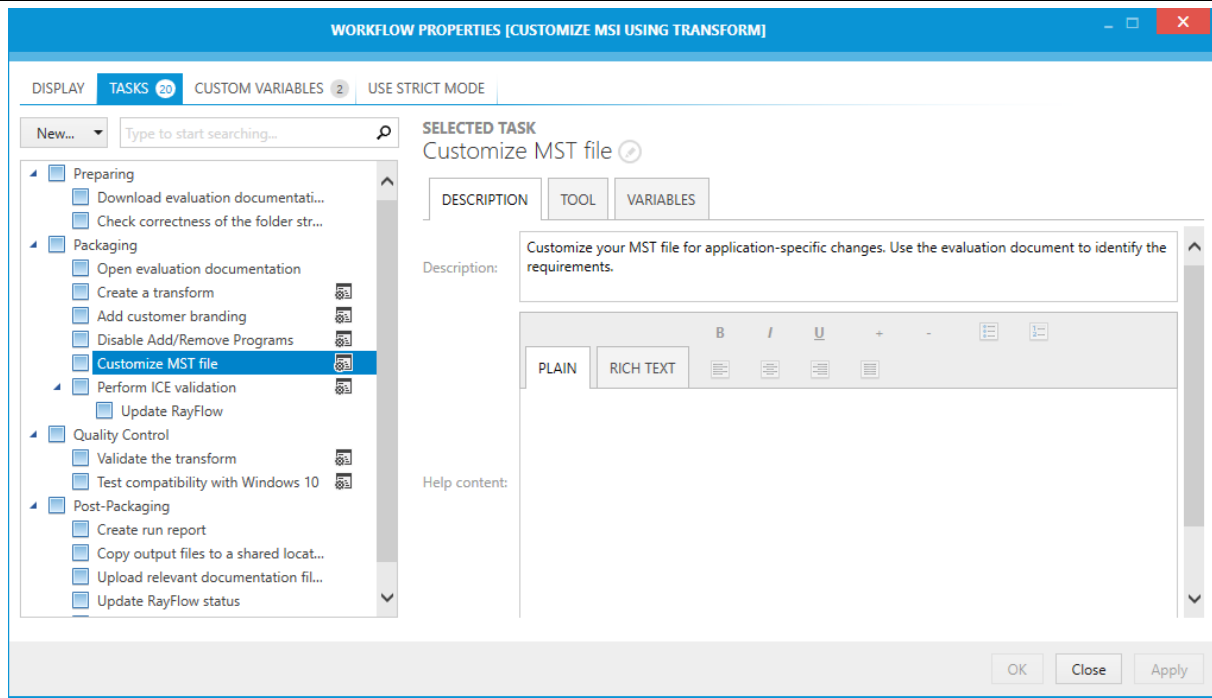 WORKFLOW PROPERTIES [CUSTOMIZE MSI USING TRANSFORM]
DISPLAY
TASKS 20
CUSTOM VARIABLES 2
USE STRICT MODE
New...
Type to start searching...
Preparing
Download evaluation documentati...
Check correctness of the folder str...
Packaging
Open evaluation documentation
Create a transform
Add customer branding
Disable Add/Remove Programs
Customize MST file
Perform ICE validation
Update RayFlow
Quality Control
Validate the transform
Test compatibility with Windows 10
Post-Packaging
Create run report
Copy output files to a shared locat...
Upload relevant documentation fil...
Update RayFlow status
SELECTED TASK
Customize MST file
DESCRIPTION
TOOL
VARIABLES
Description:
Customize your MST file for application-specific changes. Use the evaluation document to identify the
requirements.
B I U + -
PLAIN
RICH TEXT
Help content:
OK
Close
Apply